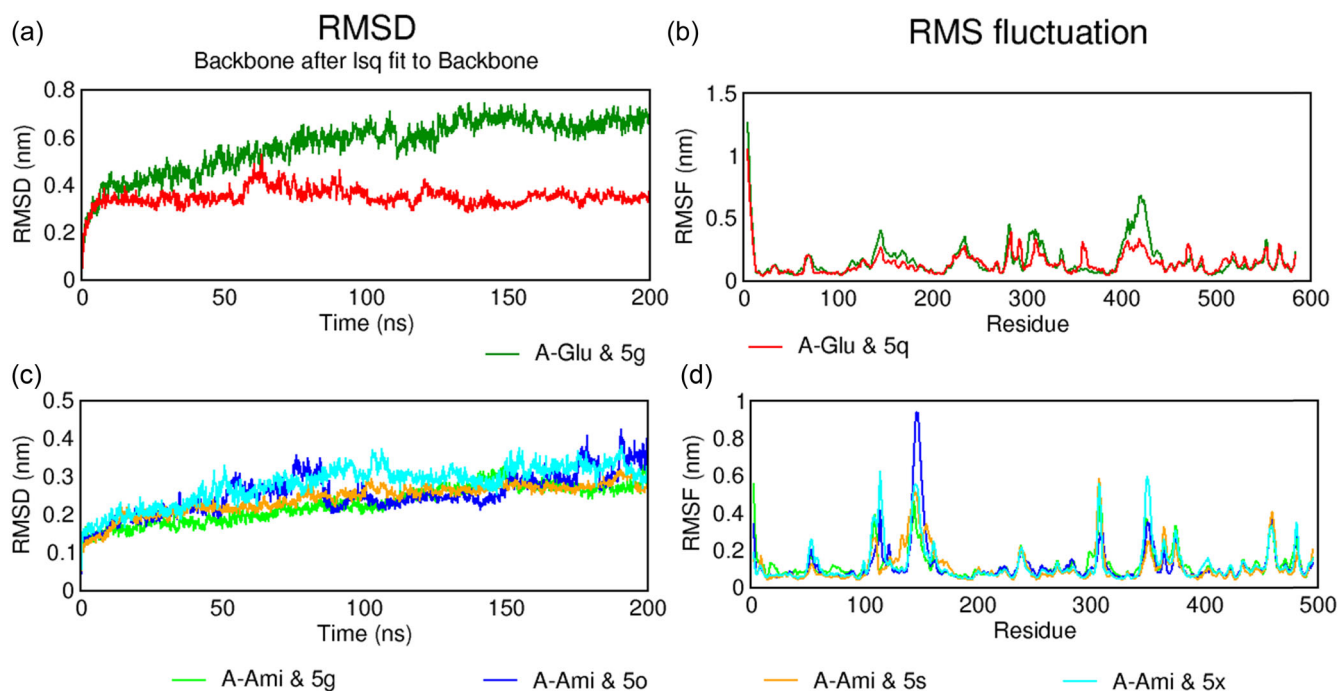 (a)
RMSD
Backbone after lsq fit to Backbone
RMSD (nm)
0.8
0.6
0.4
0.2
0
0 50 100 150 200
Time (ns)
A-Glu & 5g
(b)
RMS fluctuation
RMSF (nm)
1.5
1
0.5
0
0 100 200 300 400 500 600
Residue
A-Glu & 5q
(c)
RMSD (nm)
0.5
0.4
0.3
0.2
0.1
0
0 50 100 150 200
Time (ns)
(d)
RMSF (nm)
1
0.8
0.6
0.4
0.2
0
0 100 200 300 400 500
Residue
A-Ami & 5g
A-Ami & 5o
A-Ami & 5s
A-Ami & 5x